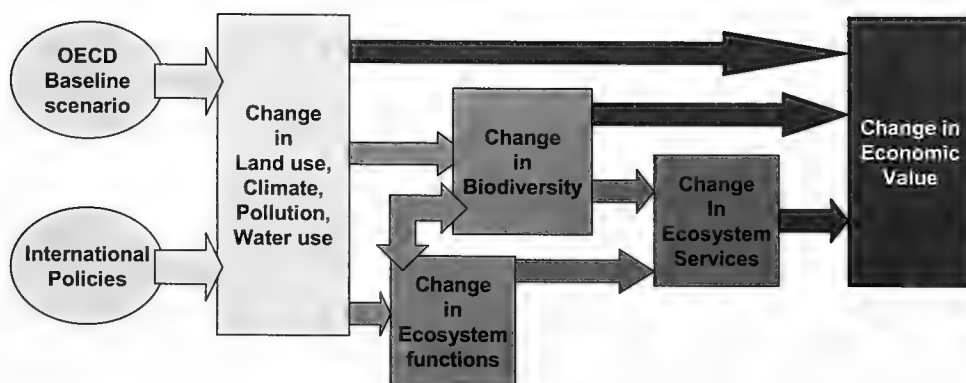 OECD
Baseline
scenario
International
Policies
Change
in
Land use,
Climate,
Pollution,
Water use
Change
in
Biodiversity
Change
in
Ecosystem
functions
Change
In
Ecosystem
Services
Change in
Economic
Value